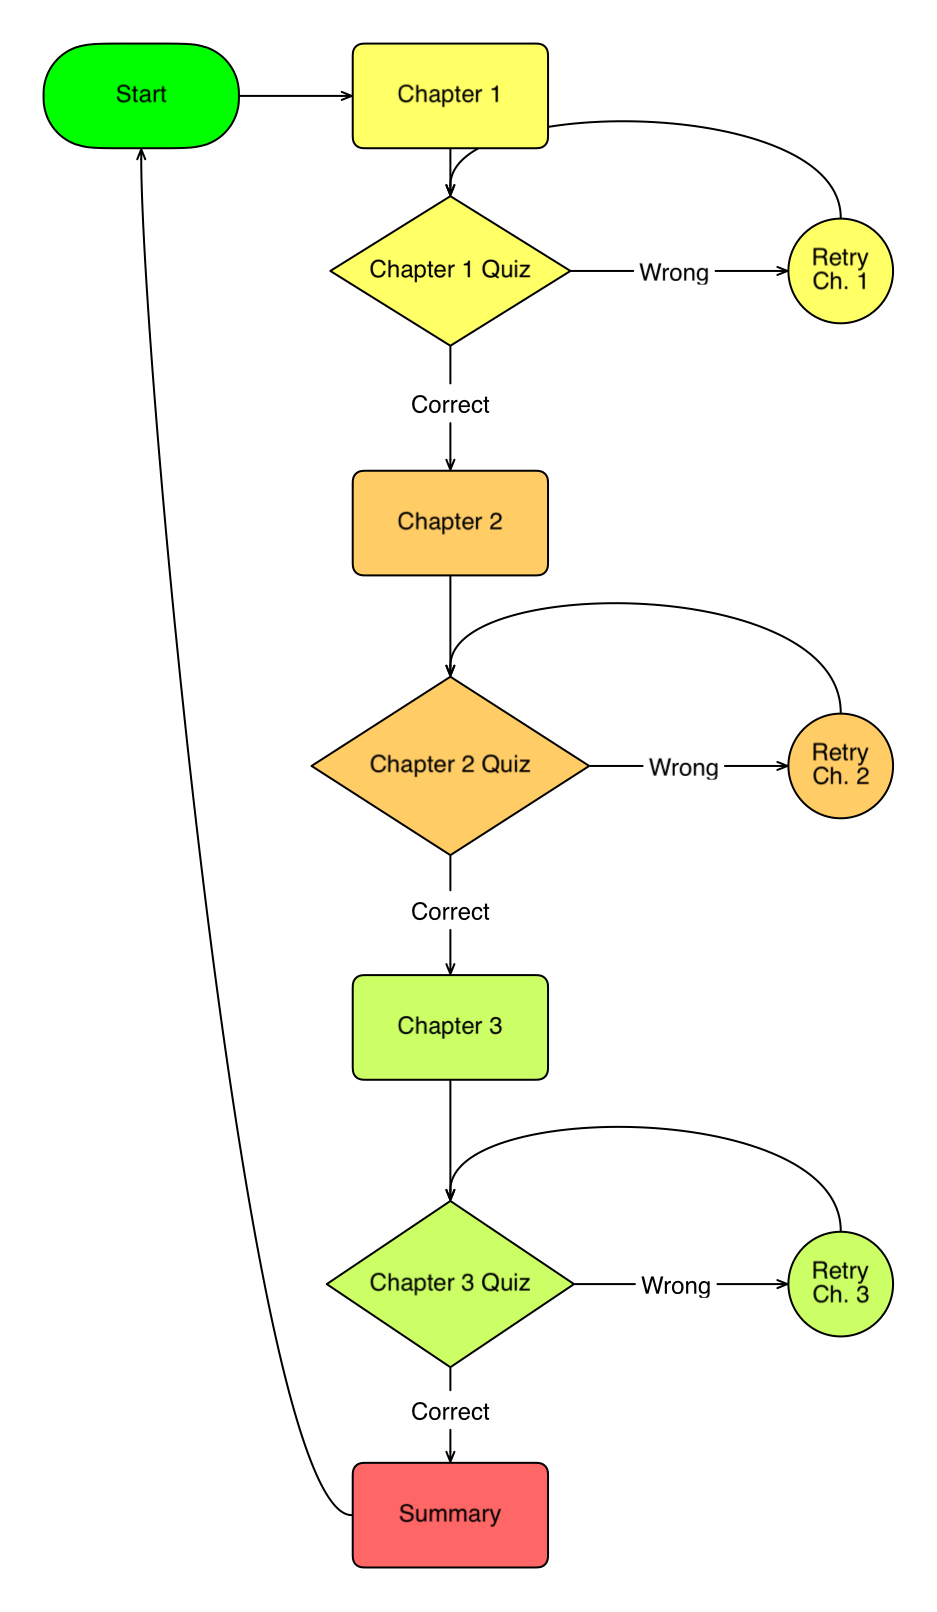 Start
Chapter 1
Chapter 1 Quiz
Wrong
Retry
Ch. 1
Correct
Chapter 2
Chapter 2 Quiz
Wrong
Retry
Ch. 2
Correct
Chapter 3
Chapter 3 Quiz
Wrong
Retry
Ch. 3
Correct
Summary